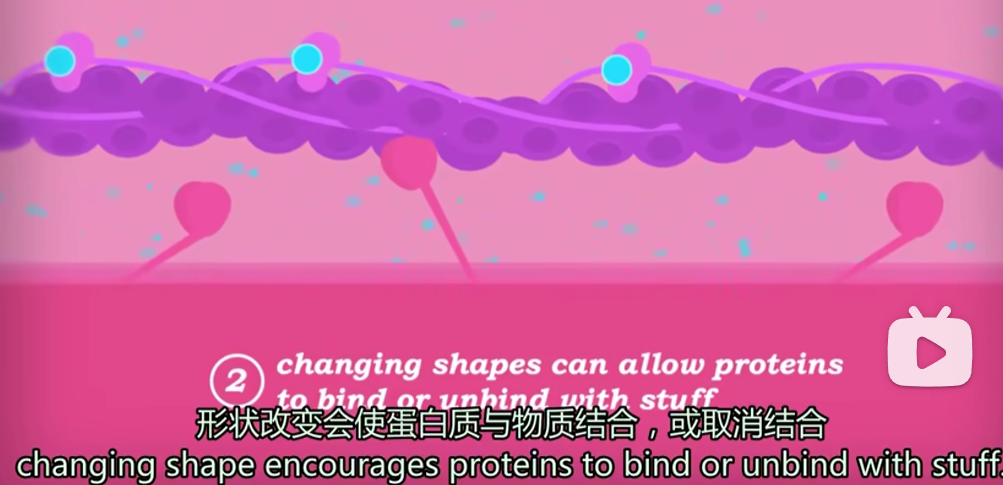 2 changing shapes can allow proteins
to bind or unbind with stuff
形状改变会使蛋白质与物质结合，或取消结合
changing shape encourages proteins to bind or unbind with stuff.